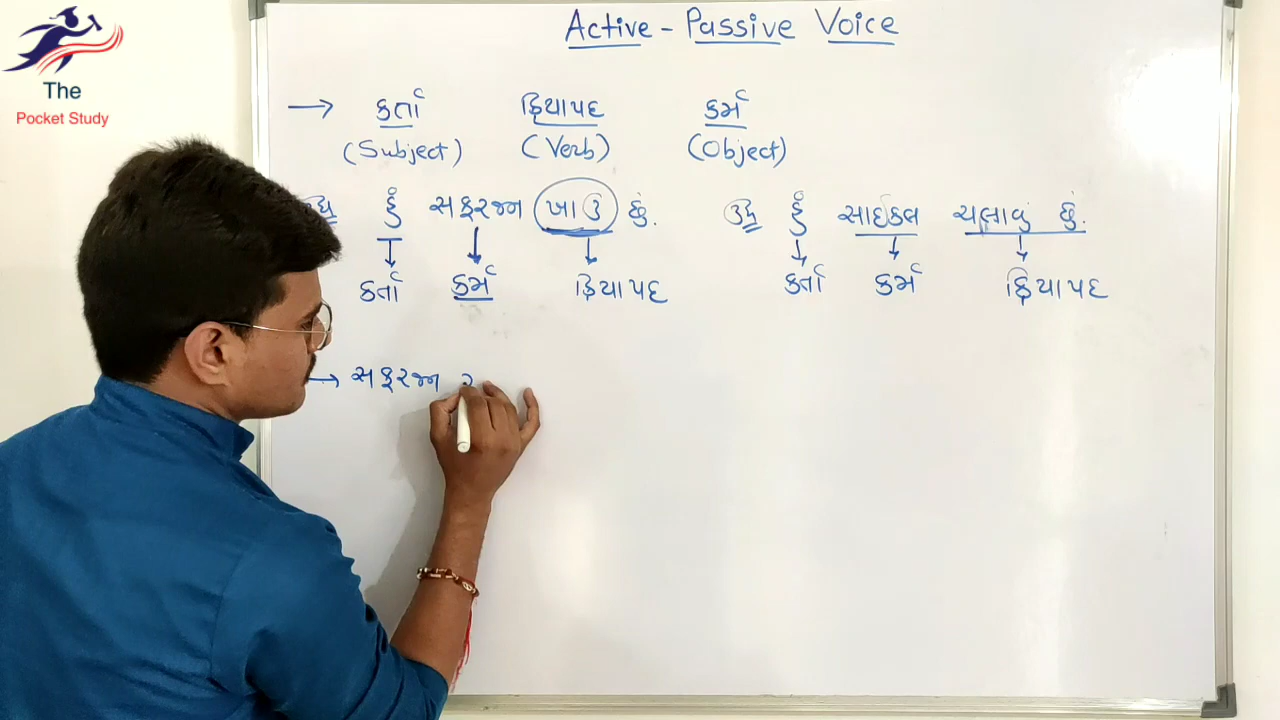 The
Pocket Study
Active - Passive Voice
→ કર્તા ક્રિયાપદ કર્મ
(Subject) (Verb) (Object)
હું સફરજન ખાઉ છું. ઉદા હું સાઇકલ ચલાવું છું.
કર્તા કર્મ ક્રિયાપદ કર્તા કર્મ ક્રિયાપદ
→ સફરજન